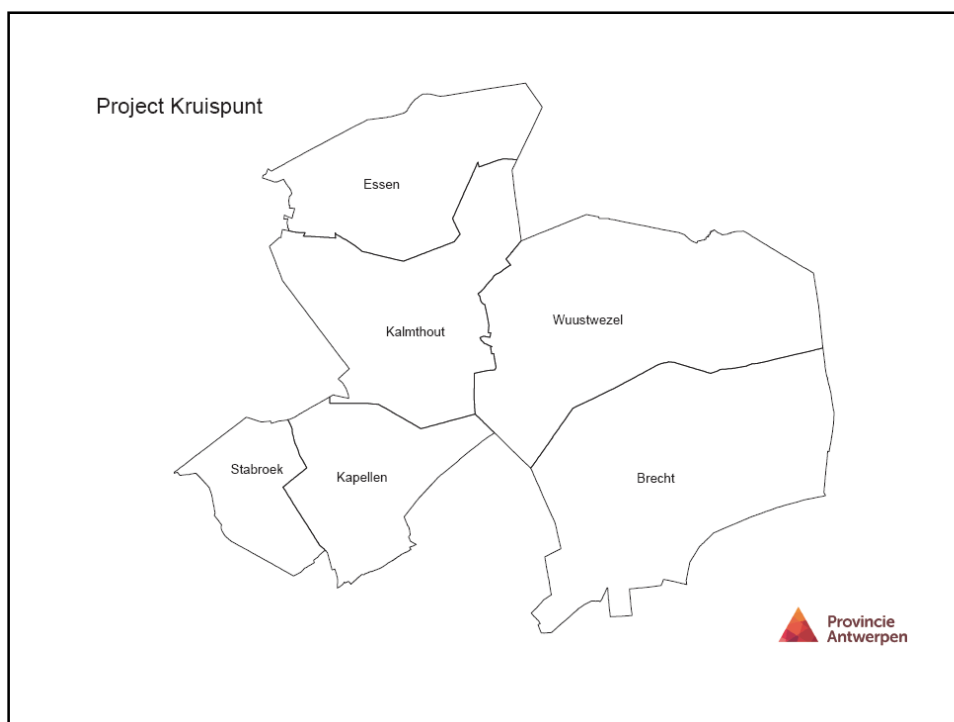 Project Kruispunt
Essen
Kalmthout
Wuustwezel
Stabroek
Kapellen
Brecht
Provincie
Antwerpen